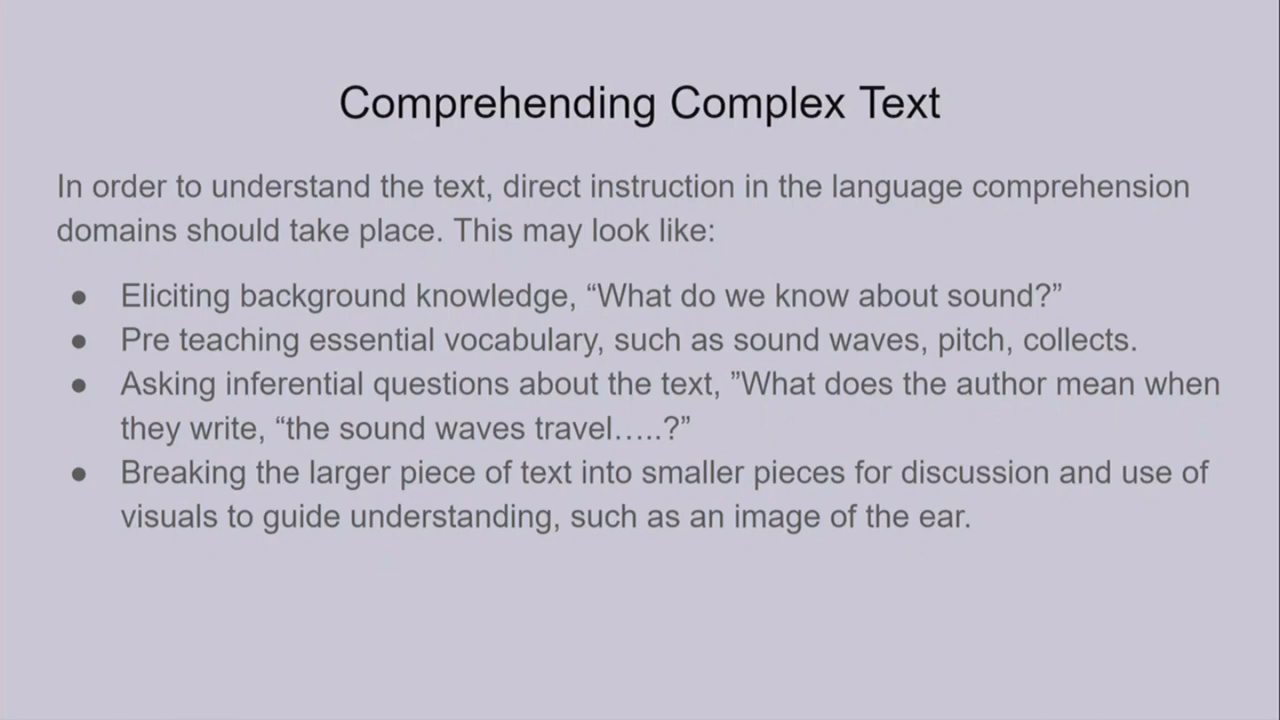 Comprehending Complex Text
In order to understand the text, direct instruction in the language comprehension
domains should take place. This may look like:
● Eliciting background knowledge, “What do we know about sound?”
● Pre teaching essential vocabulary, such as sound waves, pitch, collects.
● Asking inferential questions about the text, ”What does the author mean when
they write, “the sound waves travel…..?”
● Breaking the larger piece of text into smaller pieces for discussion and use of
visuals to guide understanding, such as an image of the ear.